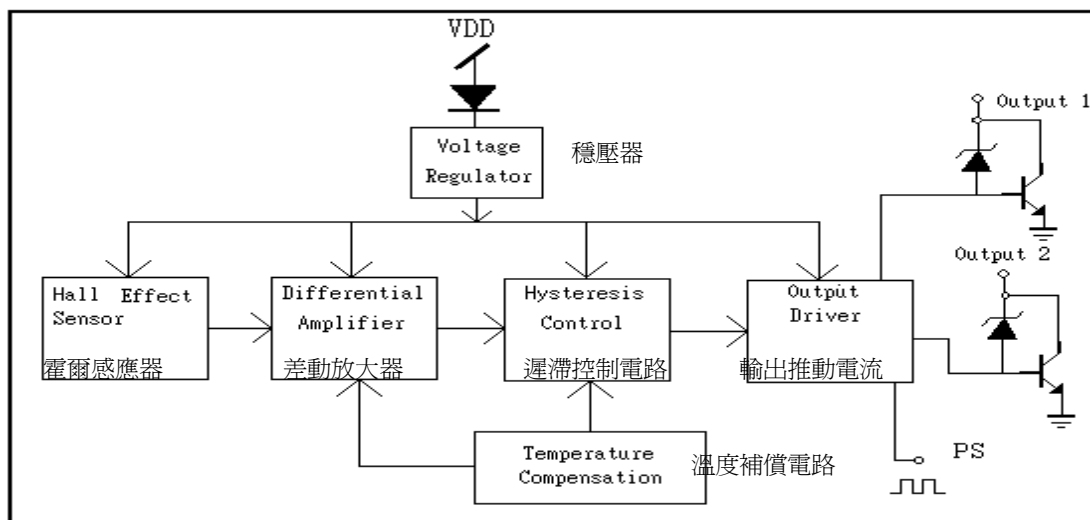 VDD
Voltage
Regulator
穩壓器
Output 1
Output 2
Hall Effect
Sensor
霍爾感應器
Differential
Amplifier
差動放大器
Hysteresis
Control
遲滯控制電路
Output
Driver
輸出推動電流
Temperature
Compensation
溫度補償電路
PS